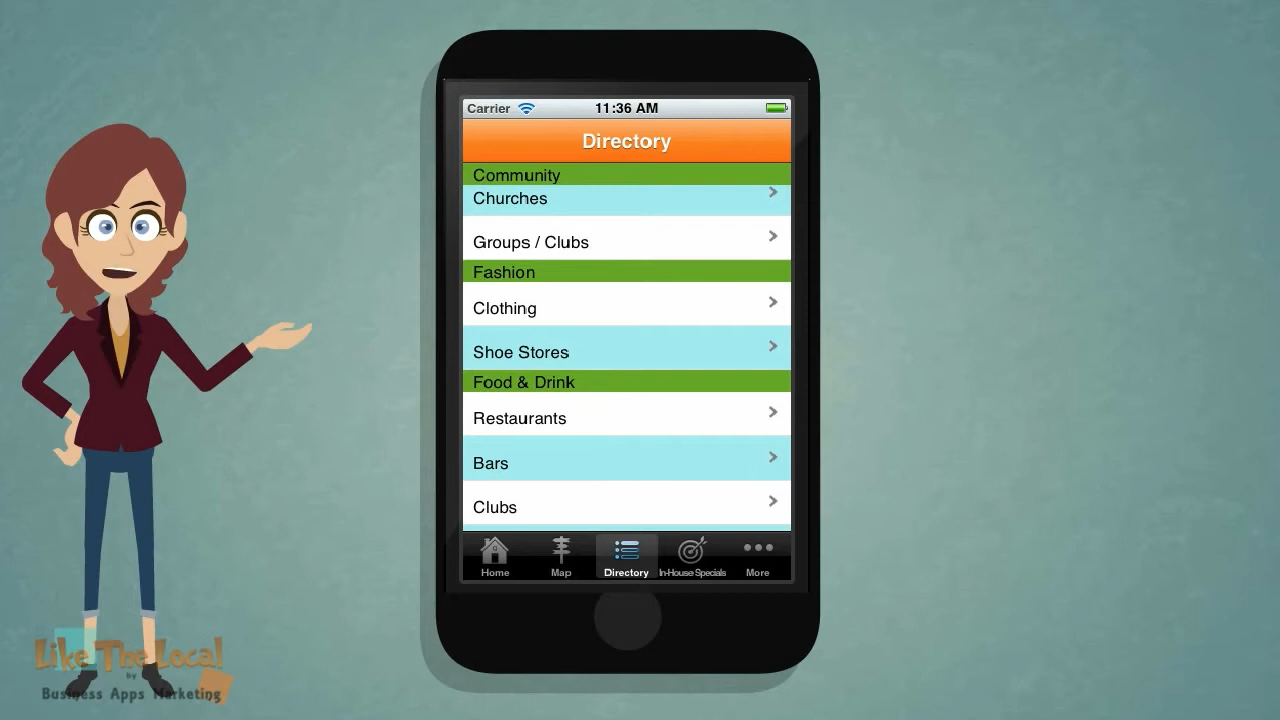 Carrier 11:36 AM
Directory
Community
Churches
Groups / Clubs
Fashion
Clothing
Shoe Stores
Food & Drink
Restaurants
Bars
Clubs
Home Map Directory In-House Specials More
Like The Local
by
Business Apps Marketing